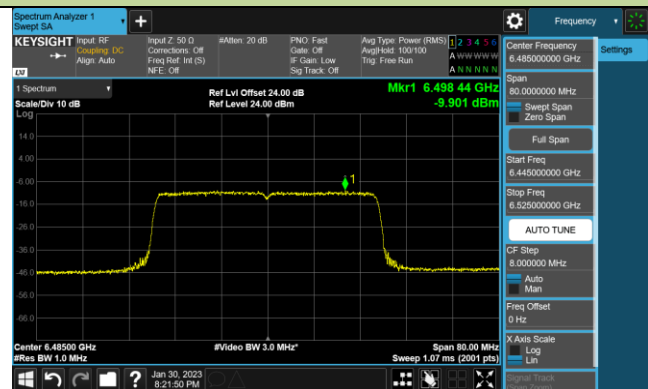 Spectrum Analyzer 1
Swept SA
+
Frequency
KEYSIGHT
Input: RF
Coupling: DC
Align: Auto
Input Z: 50 Ω
Corrections: Off
Freq Ref: Int (S)
NFE: Off
#Atten: 20 dB
PNO: Fast
Gate: Off
IF Gain: Low
Sig Track: Off
Avg Type: Power (RMS)
Avg|Hold: 100/100
Trig: Free Run
1 2 3 4 5 6
A W W W W W
A N N N N N
LXI
1 Spectrum
Scale/Div 10 dB
Log
Ref Lvl Offset 24.00 dB
Ref Level 24.00 dBm
Mkr1 6.498 44 GHz
-9.901 dBm
14.0
4.00
-6.00
-16.0
-26.0
-36.0
-46.0
-56.0
-66.0
1
Center 6.48500 GHz
#Res BW 1.0 MHz
#Video BW 3.0 MHz*
Span 80.00 MHz
Sweep 1.07 ms (2001 pts)
Jan 30, 2023
8:21:50 PM
?
Center Frequency
6.485000000 GHz
Settings
Span
80.0000000 MHz
Swept Span
Zero Span
Full Span
Start Freq
6.445000000 GHz
Stop Freq
6.525000000 GHz
AUTO TUNE
CF Step
8.000000 MHz
Auto
Man
Freq Offset
0 Hz
X Axis Scale
Log
Lin
Signal Track